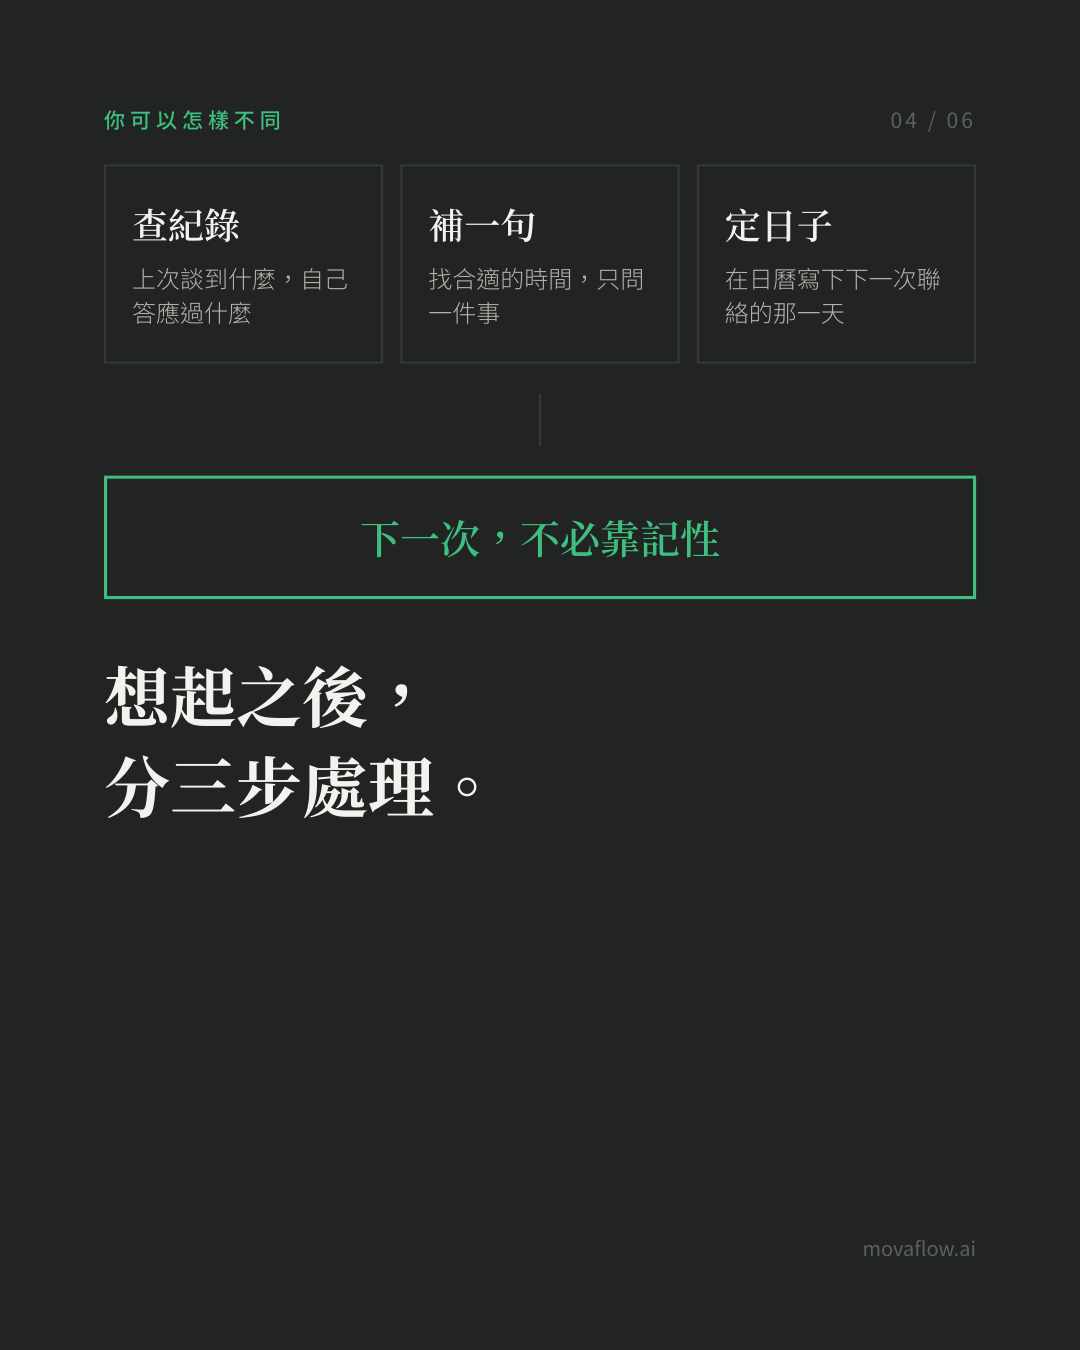 你可以怎樣不同
04 / 06
查紀錄
上次談到什麼，自己
答應過什麼
補一句
找合適的時間，只問
一件事
定日子
在日曆寫下下一次聯
絡的那一天
下一次，不必靠記性
想起之後，
分三步處理。
movaflow.ai